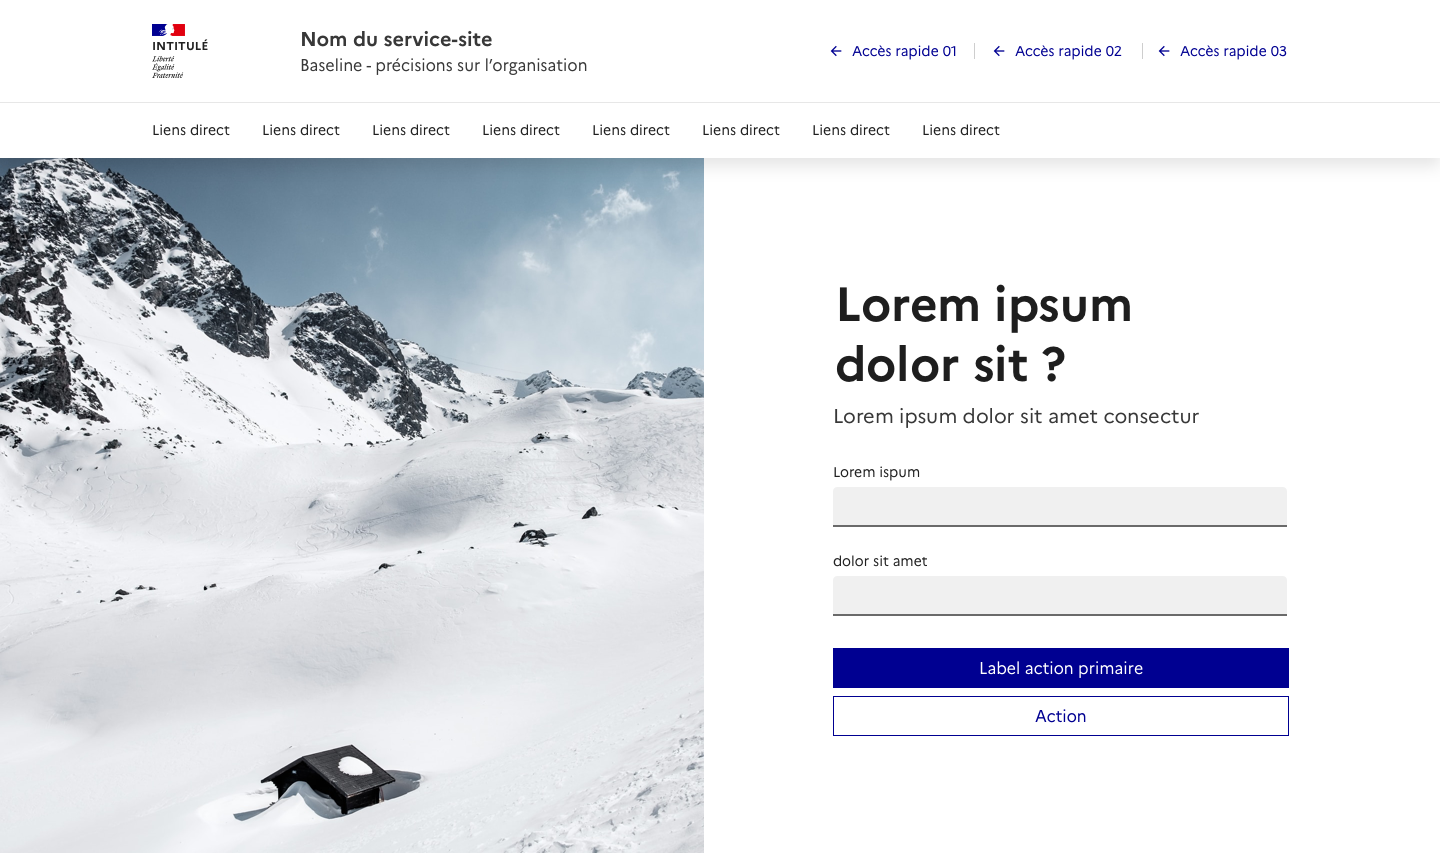 INTITULÉ
Liberté
Égalité
Fraternité
Nom du service-site
Baseline - précisions sur l’organisation
Accès rapide 01
Accès rapide 02
Accès rapide 03
Liens direct
Liens direct
Liens direct
Liens direct
Liens direct
Liens direct
Liens direct
Liens direct
Lorem ipsum
dolor sit ?
Lorem ipsum dolor sit amet consectur
Lorem ispum
dolor sit amet
Label action primaire
Action